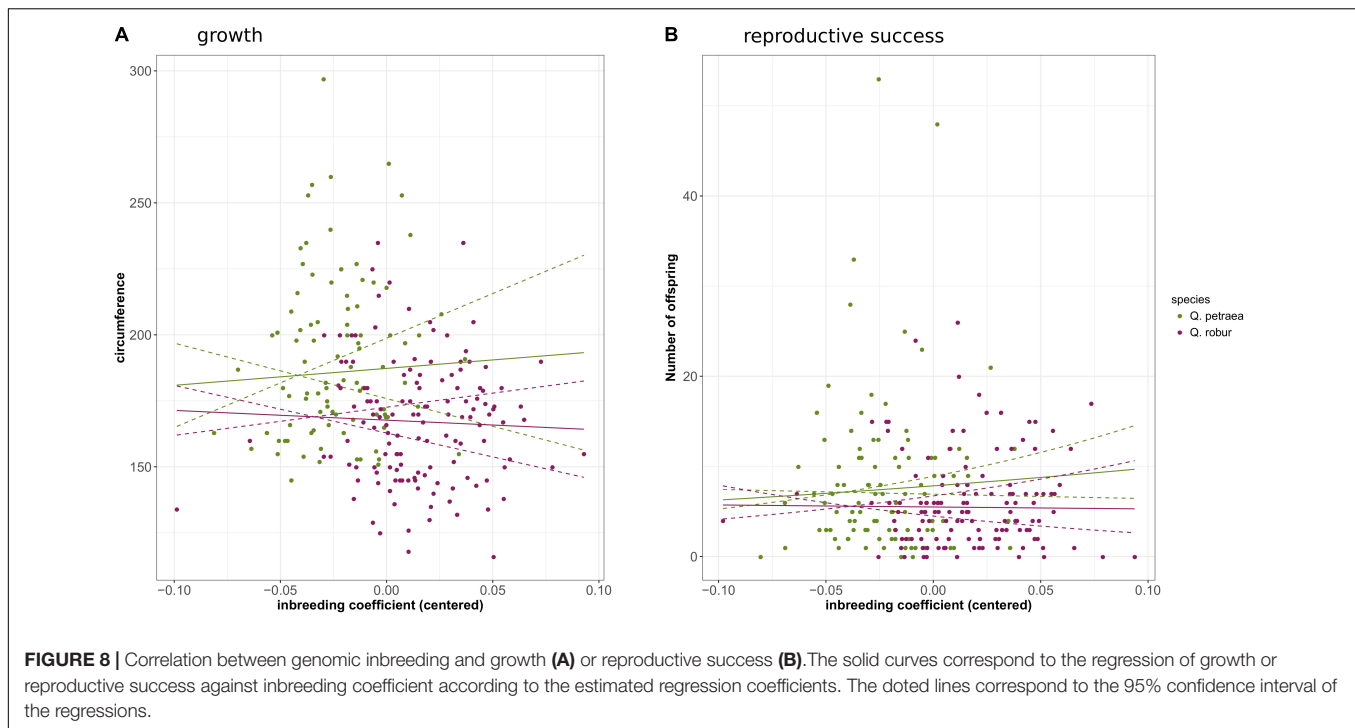 A growth
B reproductive success
300
250
200
150
circumference
−0.10 −0.05 0.00 0.05 0.10
inbreeding coefficient (centered)
40
20
0
Number of offspring
−0.10 −0.05 0.00 0.05 0.10
inbreeding coefficient (centered)
species
Q. petraea
Q. robur
FIGURE 8 | Correlation between genomic inbreeding and growth (A) or reproductive success (B).The solid curves correspond to the regression of growth or
reproductive success against inbreeding coefficient according to the estimated regression coefficients. The doted lines correspond to the 95% confidence interval of
the regressions.